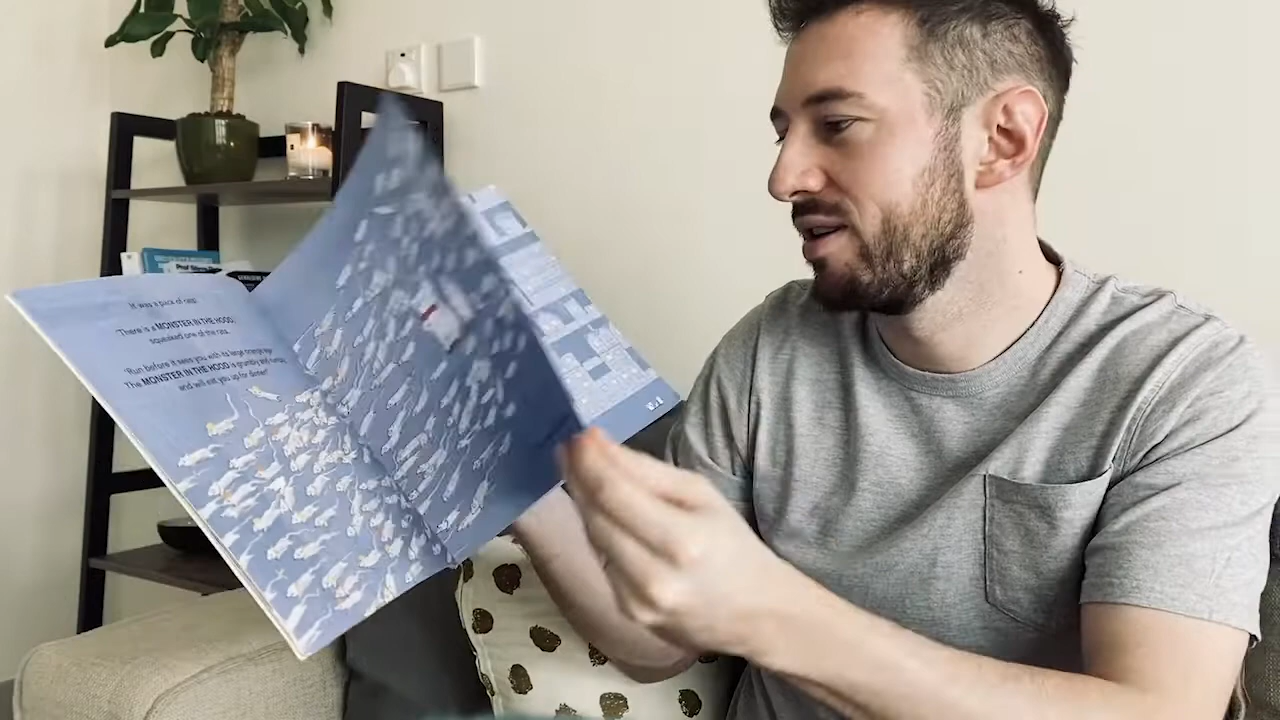 It was a pack of rats!
'There is a MONSTER IN THE HOOD,'
squeaked one of the rats.
'Run before it sees you with its large orange eye
The MONSTER IN THE HOOD is grumbly and
and will eat you up for dinner!'